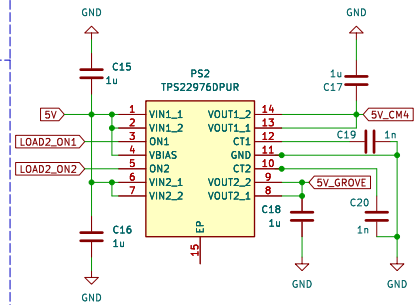 GND
GND
C15
1u
PS2
TPS22976DPUR
1u
C17
5V
1
VIN1_1
VOUT1_2
14
5V_CM4
2
VIN1_2
VOUT1_1
13
LOAD2_ON1
3
ON1
CT1
12
C19
1n
4
VBIAS
GND
11
LOAD2_ON2
5
ON2
CT2
10
6
VIN2_1
VOUT2_2
9
5V_GROVE
7
VIN2_2
VOUT2_1
8
C16
1u
EP
15
C18
1u
C20
1n
GND
GND
GND